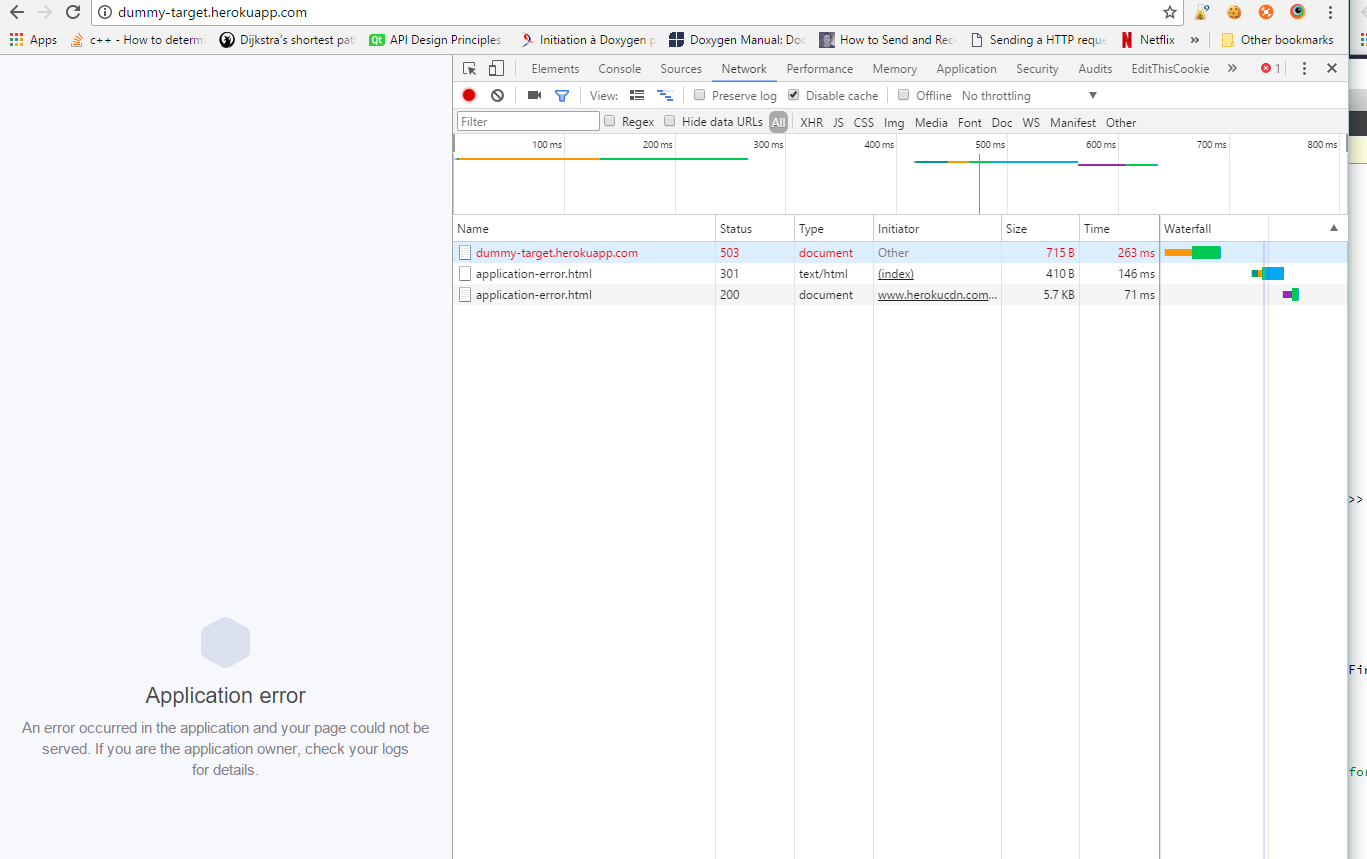 dummy-target.herokuapp.com
Apps c++ - How to determi Dijkstra's shortest pat Qt API Design Principles Initiation à Doxygen p Doxygen Manual: Doc How to Send and Rec Sending a HTTP reque Netflix » Other bookmarks
Elements Console Sources Network Performance Memory Application Security Audits EditThisCookie » 1
View: Preserve log Disable cache Offline No throttling
Filter Regex Hide data URLs All XHR JS CSS Img Media Font Doc WS Manifest Other
100 ms 200 ms 300 ms 400 ms 500 ms 600 ms 700 ms 800 ms
Name Status Type Initiator Size Time Waterfall
dummy-target.herokuapp.com 503 document Other 715 B 263 ms
application-error.html 301 text/html (index) 410 B 146 ms
application-error.html 200 document www.herokucdn.com... 5.7 KB 71 ms
>>
Fir
for
Application error
An error occurred in the application and your page could not be
served. If you are the application owner, check your logs
for details.